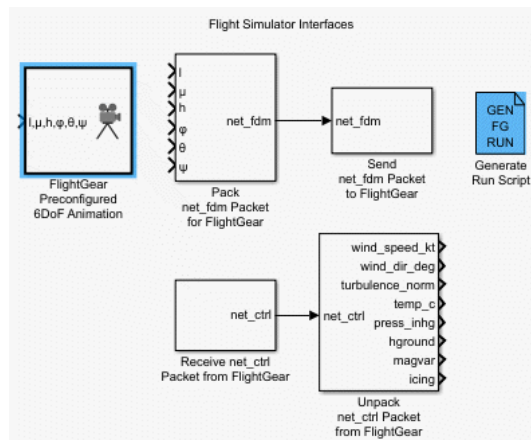 Flight Simulator Interfaces
l,μ,h,φ,θ,ψ
FlightGear
Preconfigured
6DoF Animation
l
μ
h
φ
θ
ψ
net_fdm
Pack
net_fdm Packet
for FlightGear
net_fdm
Send
net_fdm Packet
to FlightGear
GEN
FG
RUN
Generate
Run Script
net_ctrl
Receive net_ctrl
Packet from FlightGear
net_ctrl
wind_speed_kt
wind_dir_deg
turbulence_norm
temp_c
press_inhg
hground
magvar
icing
Unpack
net_ctrl Packet
from FlightGear